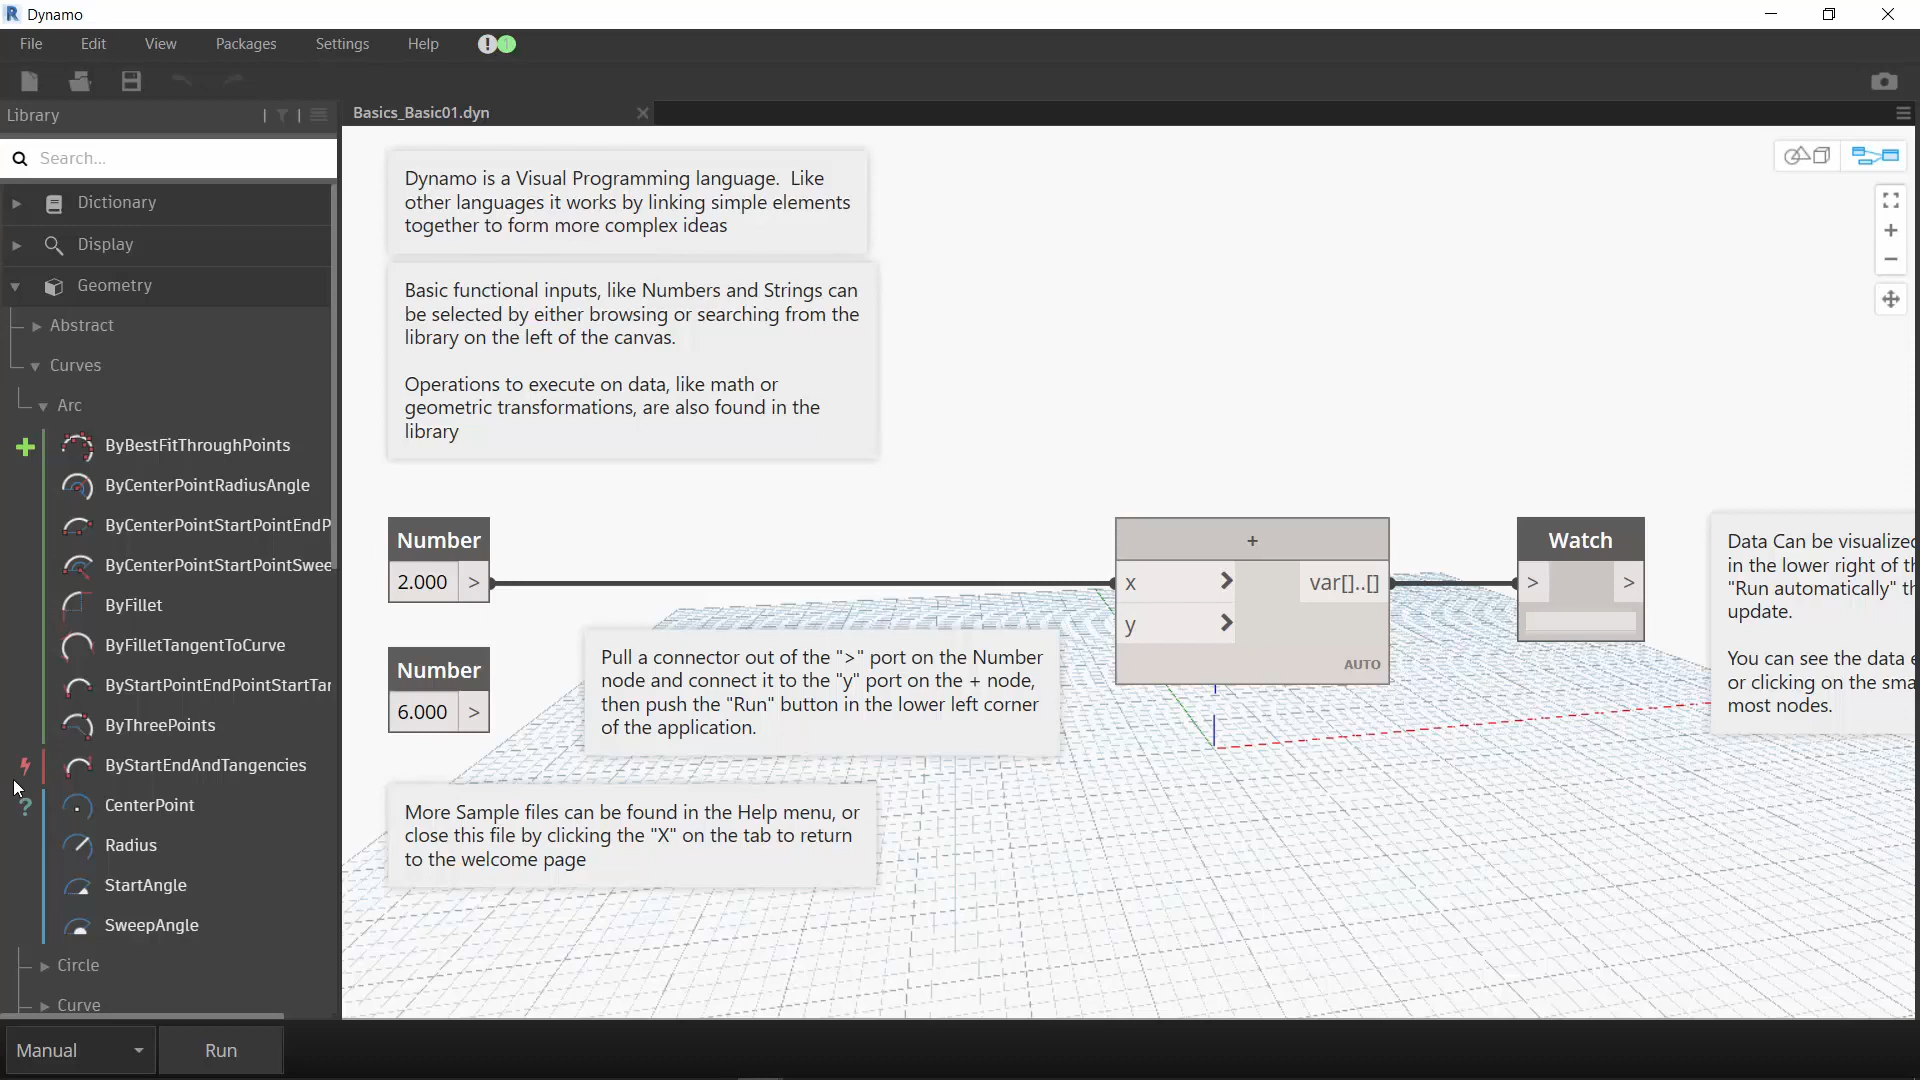 Dynamo
File Edit View Packages Settings Help
Library
Basics_Basic01.dyn
Search...
Dictionary
Display
Geometry
Abstract
Curves
Arc
ByBestFitThroughPoints
ByCenterPointRadiusAngle
ByCenterPointStartPointEndP
ByCenterPointStartPointSwee
ByFillet
ByFilletTangentToCurve
ByStartPointEndPointStartTar
ByThreePoints
ByStartEndAndTangencies
CenterPoint
Radius
StartAngle
SweepAngle
Circle
Curve
Manual
Run
Dynamo is a Visual Programming language. Like
other languages it works by linking simple elements
together to form more complex ideas
Basic functional inputs, like Numbers and Strings can
be selected by either browsing or searching from the
library on the left of the canvas.
Operations to execute on data, like math or
geometric transformations, are also found in the
library
Number
2.000 >
Number
6.000 >
Pull a connector out of the ">" port on the Number
node and connect it to the "y" port on the + node,
then push the "Run" button in the lower left corner
of the application.
More Sample files can be found in the Help menu, or
close this file by clicking the "X" on the tab to return
to the welcome page
+
x > var[]..[]
y >
AUTO
Watch
> >
Data Can be visualized
in the lower right of th
"Run automatically" th
update.
You can see the data
or clicking on the sma
most nodes.